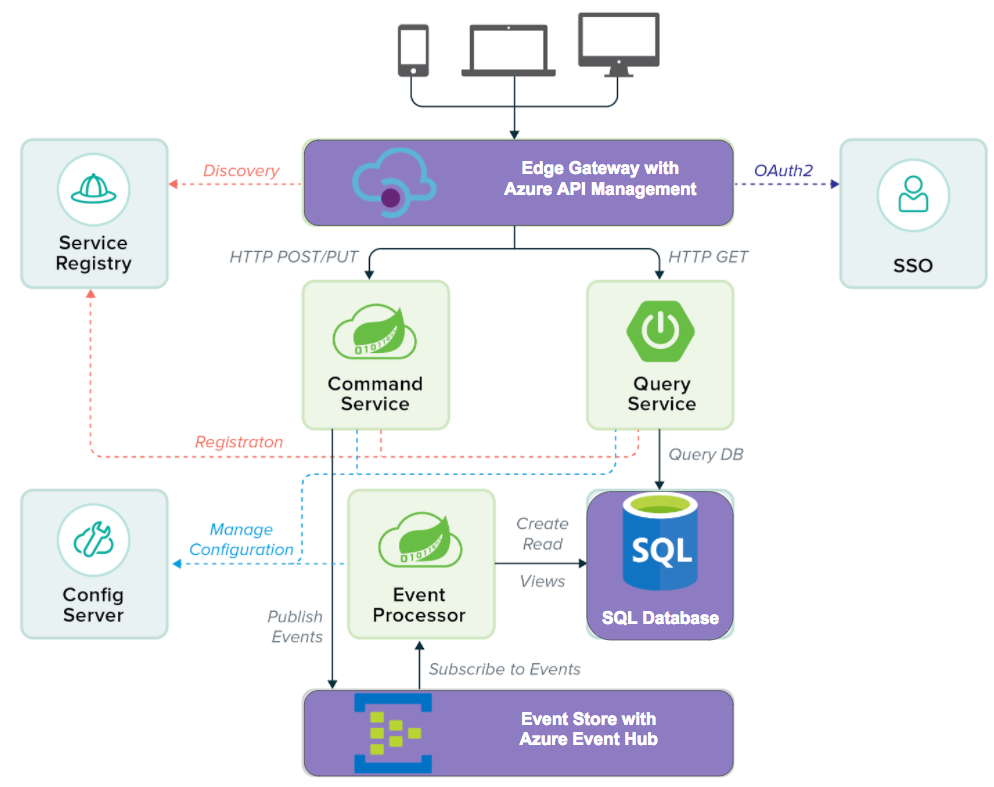 Edge Gateway with
Azure API Management
Discovery
OAuth2
Service
Registry
SSO
HTTP POST/PUT
HTTP GET
Command
Service
Query
Service
Registraton
Query DB
Manage
Configuration
Create
Read
Views
SQL
SQL Database
Config
Server
Event
Processor
Publish
Events
Subscribe to Events
Event Store with
Azure Event Hub